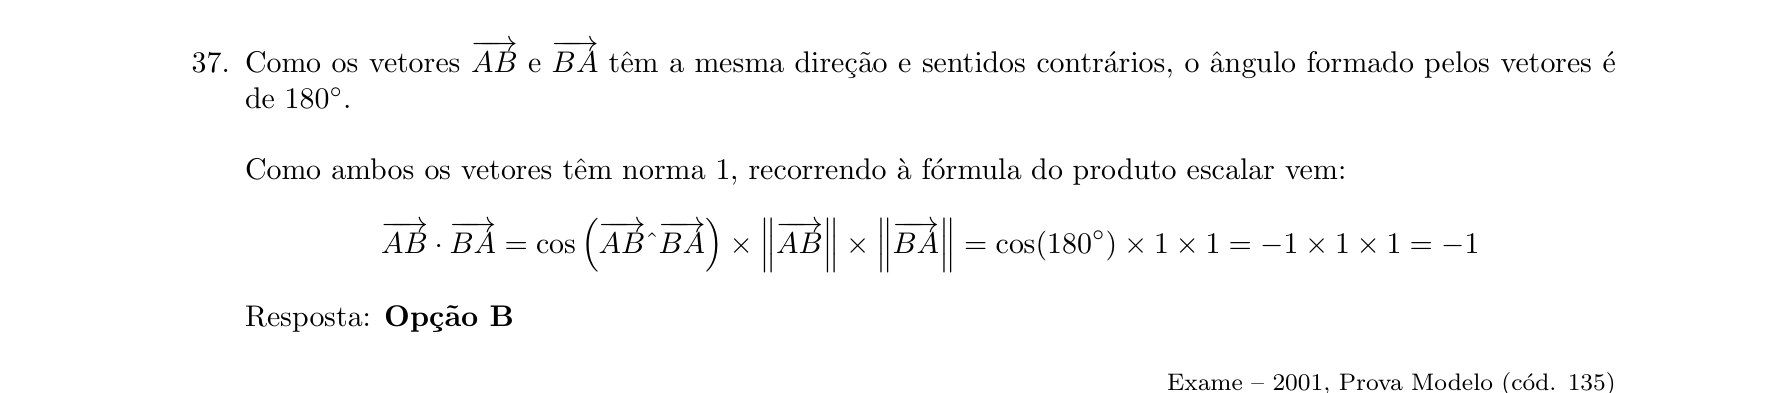 37. Como os vetores $\overrightarrow{AB}$ e $\overrightarrow{BA}$ têm a mesma direção e sentidos contrários, o ângulo formado pelos vetores é
de 180°.
Como ambos os vetores têm norma 1, recorrendo à fórmula do produto escalar vem:
$\overrightarrow{AB} \cdot \overrightarrow{BA} = \cos\left(\overrightarrow{AB} \hat{\ } \overrightarrow{BA}\right) \times \left\|\overrightarrow{AB}\right\| \times \left\|\overrightarrow{BA}\right\| = \cos(180^\circ) \times 1 \times 1 = -1 \times 1 \times 1 = -1$
Resposta: Opção B
Exame – 2001, Prova Modelo (cód. 135)